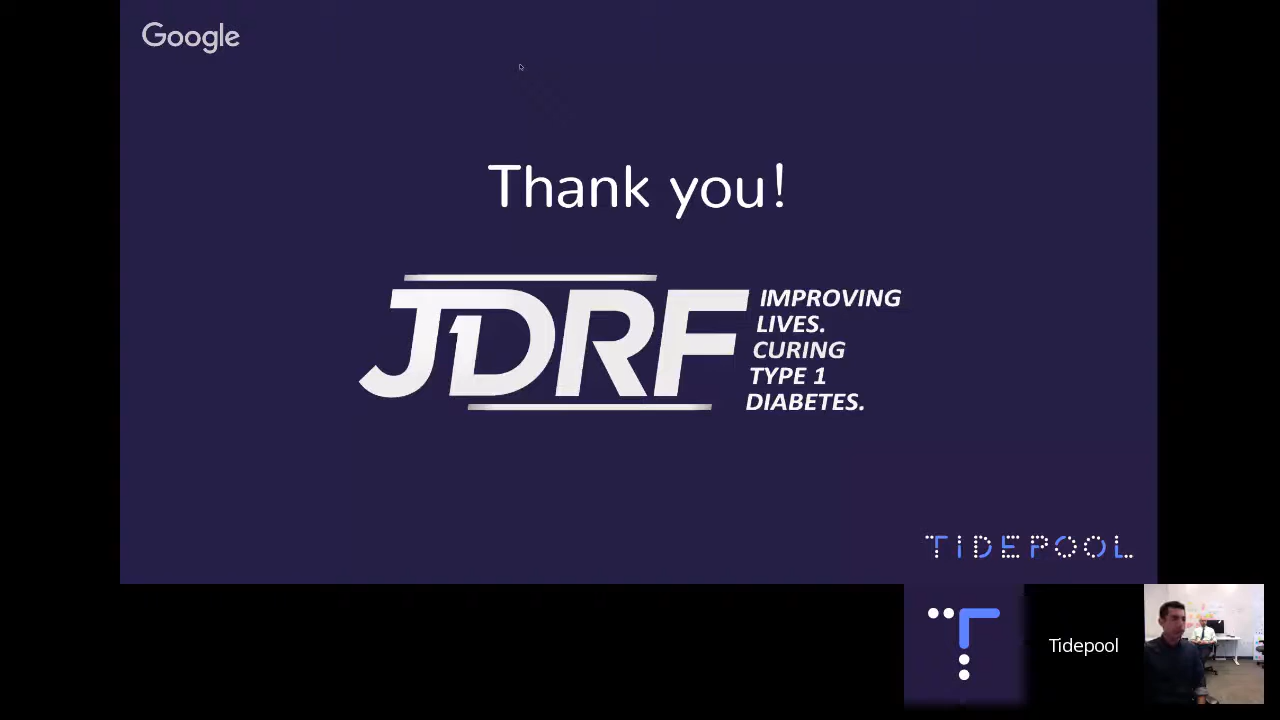 Google
Thank you!
JDRF
IMPROVING
LIVES.
CURING
TYPE 1
DIABETES.
TIDEPOOL
T
Tidepool